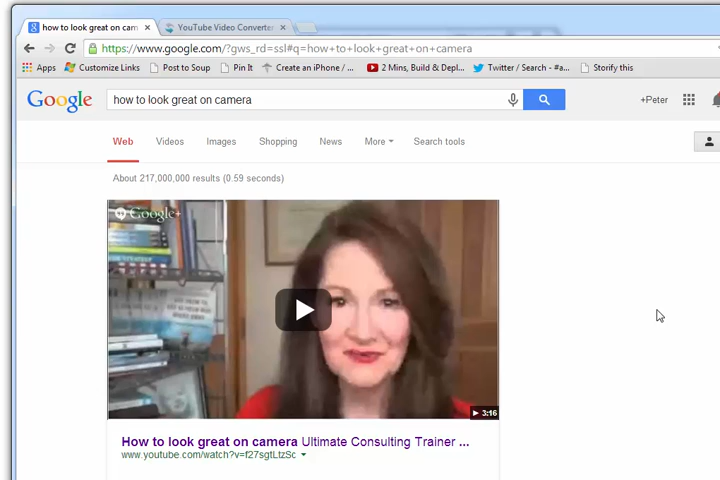 how to look great on cam
YouTube Video Converter
https://www.google.com/?gws_rd=ssl#q=how+to+look+great+on+camera
Apps Customize Links Post to Soup Pin It Create an iPhone / ... 2 Mins, Build & Depl... Twitter / Search - #a... Storify this
Google how to look great on camera +Peter
Web Videos Images Shopping News More Search tools
About 217,000,000 results (0.59 seconds)
Google+
3:16
How to look great on camera Ultimate Consulting Trainer ...
www.youtube.com/watch?v=f27sgtLtzSc